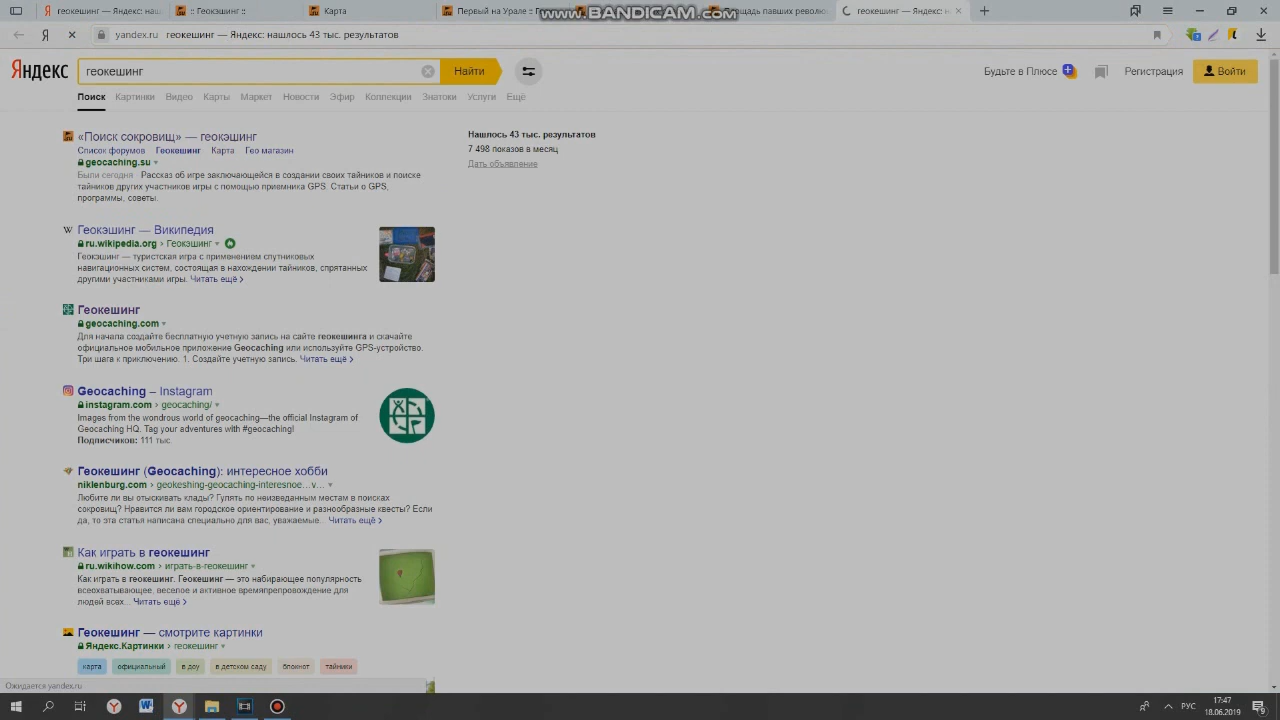 геокешинг — Яндекс: наш
:: Геокэшинг ::
Карта
Первый на Урале :: Г
лощадь павших револю
геокешинг — Яндекс: н
www.BANDICAM.com
yandex.ru геокешинг — Яндекс: нашлось 43 тыс. результатов
Яндекс
геокешинг
Найти
Будьте в Плюсе
Регистрация
Войти
Поиск Картинки Видео Карты Маркет Новости Эфир Коллекции Знатоки Услуги Ещё
«Поиск сокровищ» — геокэшинг
Список форумов Геокешинг Карта Гео магазин
geocaching.su
Были сегодня Рассказ об игре заключающейся в создании своих тайников и поиске
тайников других участников игры с помощью приемника GPS. Статьи о GPS,
программы, советы.
Нашлось 43 тыс. результатов
7 498 показов в месяц
Дать объявление
W Геокэшинг — Википедия
ru.wikipedia.org › Геокэшинг
Геокэшинг — туристская игра с применением спутниковых
навигационных систем, состоящая в нахождении тайников, спрятанных
другими участниками игры. Читать ещё ›
Геокешинг
geocaching.com
Для начала создайте бесплатную учетную запись на сайте геокешинга и скачайте
официальное мобильное приложение Geocaching или используйте GPS-устройство.
Три шага к приключению. 1. Создайте учетную запись. Читать ещё ›
Geocaching – Instagram
instagram.com › geocaching/
Images from the wondrous world of geocaching—the official Instagram of
Geocaching HQ. Tag your adventures with #geocaching!
Подписчиков: 111 тыс.
Геокешинг (Geocaching): интересное хобби
niklenburg.com › geokeshing-geocaching-interesnoe…v…
Любите ли вы отыскивать клады? Гулять по неизведанным местам в поисках
сокровищ? Нравится ли вам городское ориентирование и разнообразные квесты? Если
да, то эта статья написана специально для вас, уважаемые... Читать ещё ›
Как играть в геокешинг
ru.wikihow.com › играть-в-геокешинг
Как играть в геокешинг. Геокешинг — это набирающее популярность
всеохватывающее, веселое и активное времяпрепровождение для
людей всех... Читать ещё ›
Геокешинг — смотрите картинки
Яндекс.Картинки › геокешинг
карта официальный в доу в детском саду блокнот тайники
Ожидается yandex.ru
РУС
17:47
18.06.2019